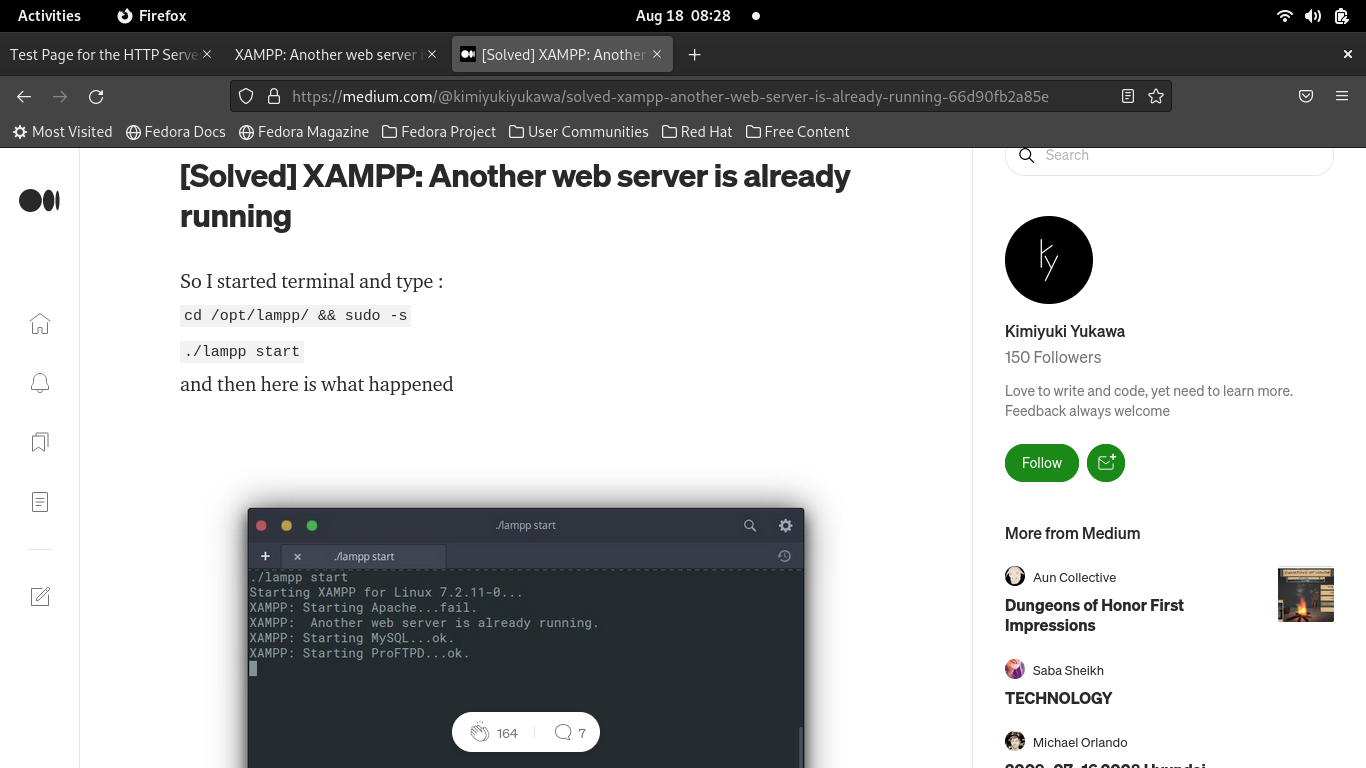 Activities Firefox Aug 18 08:28
Test Page for the HTTP Serve XAMPP: Another web server i [Solved] XAMPP: Another
https://medium.com/@kimiyukiyukawa/solved-xampp-another-web-server-is-already-running-66d90fb2a85e
Most Visited Fedora Docs Fedora Magazine Fedora Project User Communities Red Hat Free Content
[Solved] XAMPP: Another web server is already
running
So I started terminal and type :
cd /opt/lampp/ && sudo -s
./lampp start
and then here is what happened
./lampp start
./lampp start
./lampp start
Starting XAMPP for Linux 7.2.11-0...
XAMPP: Starting Apache...fail.
XAMPP:  Another web server is already running.
XAMPP: Starting MySQL...ok.
XAMPP: Starting ProFTPD...ok.
164 7
Search
ky
Kimiyuki Yukawa
150 Followers
Love to write and code, yet need to learn more.
Feedback always welcome
Follow
More from Medium
Aun Collective
Dungeons of Honor First
Impressions
Saba Sheikh
TECHNOLOGY
Michael Orlando